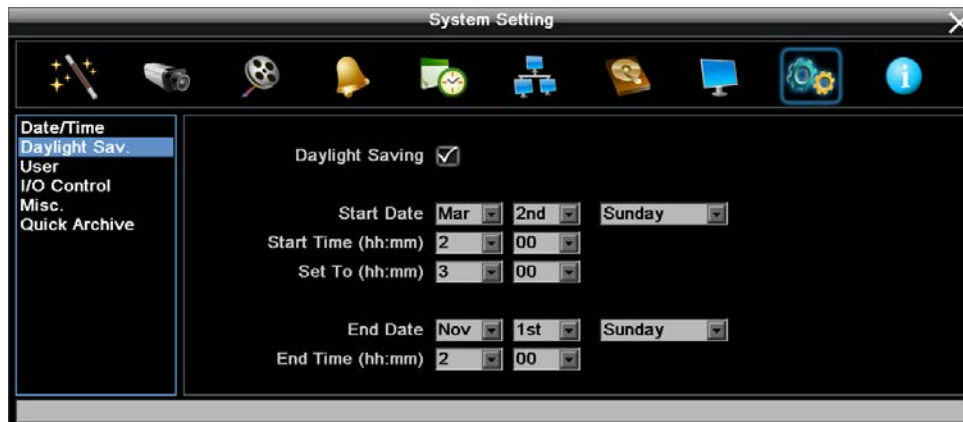 System Setting
Date/Time
Daylight Sav.
User
I/O Control
Misc.
Quick Archive
Daylight Saving
Start Date Mar 2nd Sunday
Start Time (hh:mm) 2 00
Set To (hh:mm) 3 00
End Date Nov 1st Sunday
End Time (hh:mm) 2 00